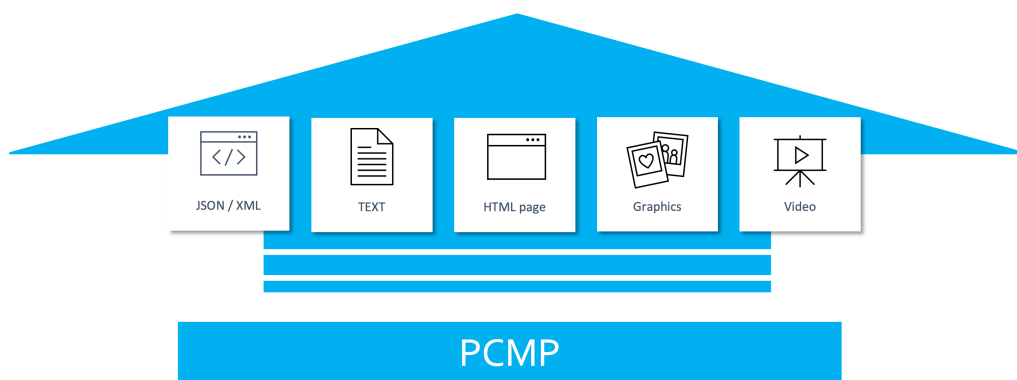 </>
JSON / XML
TEXT
HTML page
Graphics
Video
PCMP